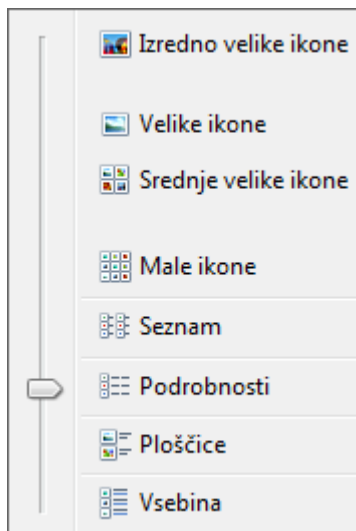 Izredno velike ikone
Velike ikone
Srednje velike ikone
Male ikone
Seznam
Podrobnosti
Ploščice
Vsebina